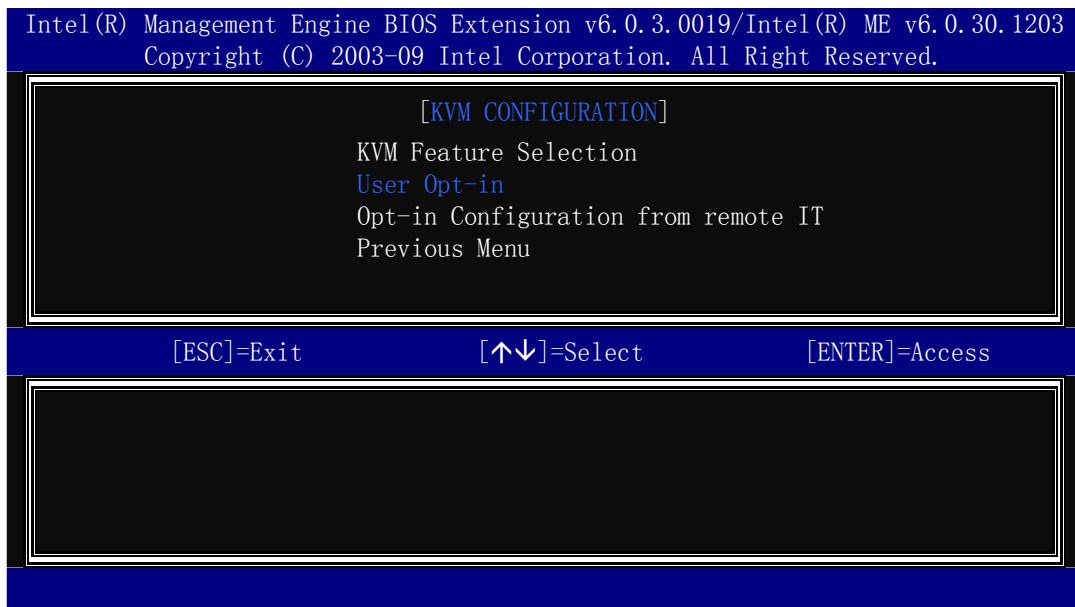 Intel(R) Management Engine BIOS Extension v6.0.3.0019/Intel(R) ME v6.0.30.1203
Copyright (C) 2003-09 Intel Corporation. All Right Reserved.
[KVM CONFIGURATION]
KVM Feature Selection
User Opt-in
Opt-in Configuration from remote IT
Previous Menu
[ESC]=Exit [↑↓]=Select [ENTER]=Access